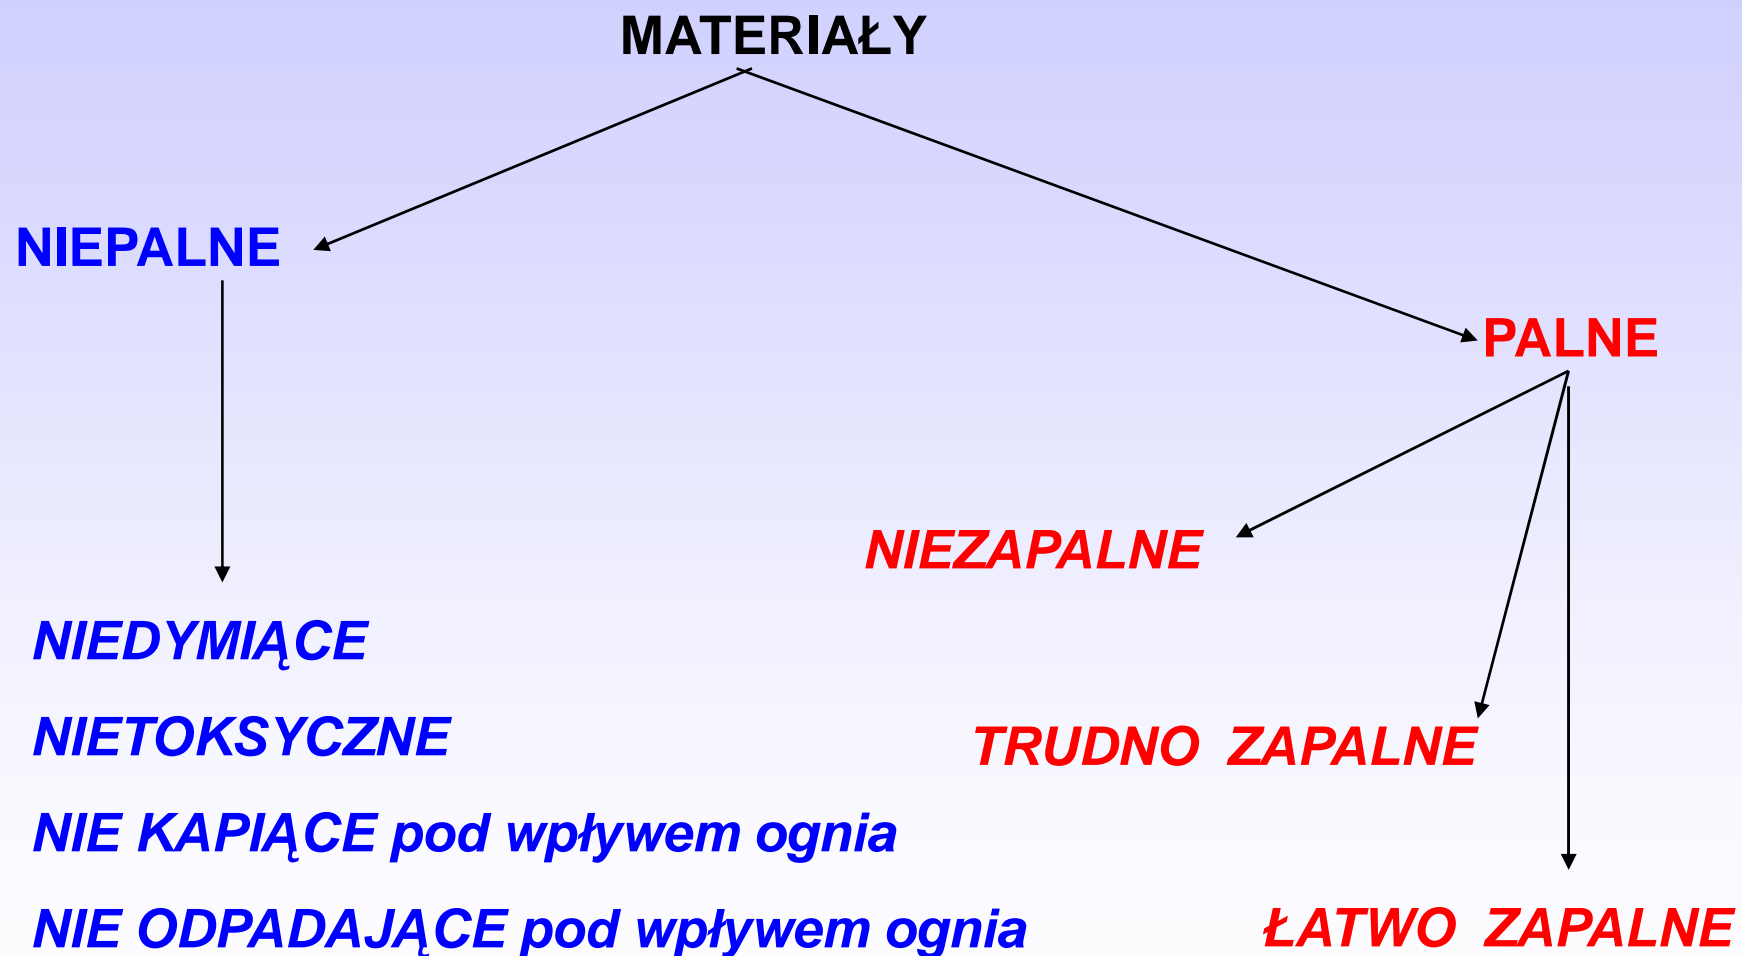 MATERIAŁY
NIEPALNE
PALNE
NIEZAPALNE
NIEDYMIĄCE
NIETOKSYCZNE
TRUDNO ZAPALNE
NIE KAPIĄCE pod wpływem ognia
NIE ODPADAJĄCE pod wpływem ognia
ŁATWO ZAPALNE